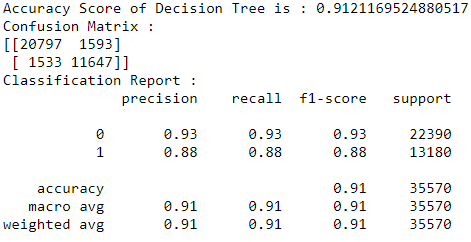 Accuracy Score of Decision Tree is : 0.9121169524880517
Confusion Matrix :
[[20797  1593]
 [ 1533 11647]]
Classification Report :
              precision    recall  f1-score   support

           0       0.93      0.93      0.93     22390
           1       0.88      0.88      0.88     13180

    accuracy                           0.91     35570
   macro avg       0.91      0.91      0.91     35570
weighted avg       0.91      0.91      0.91     35570